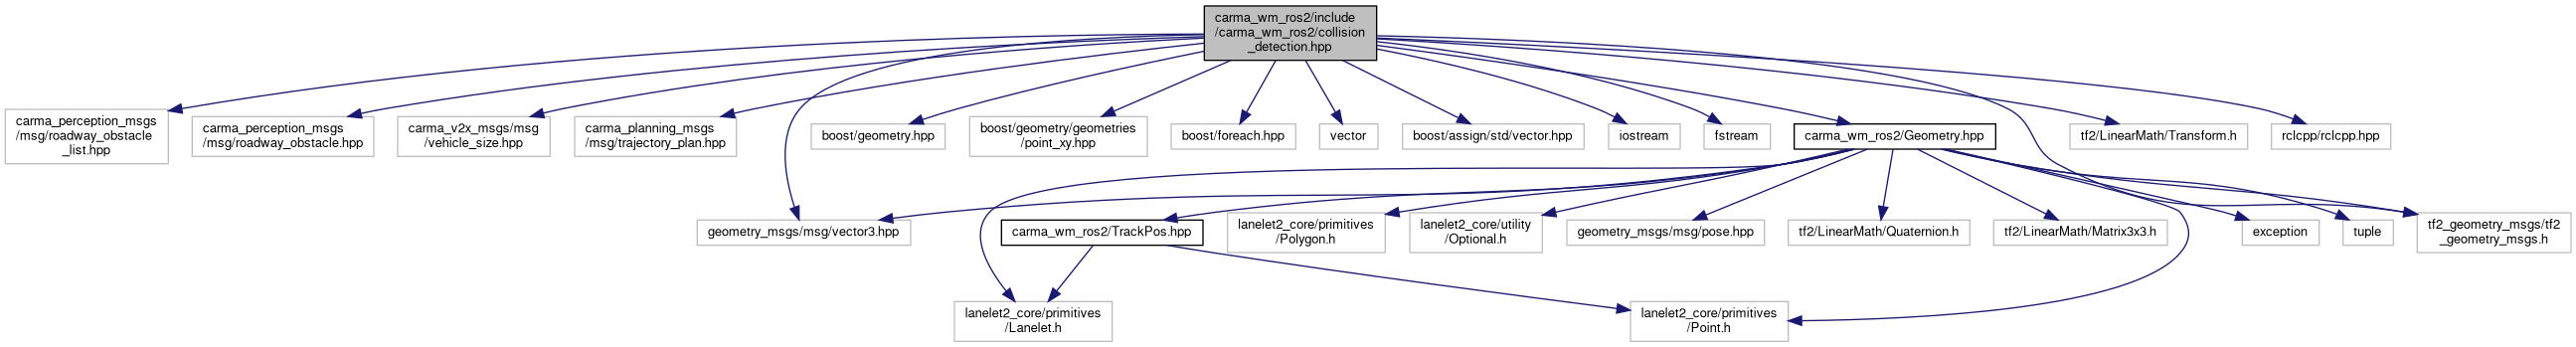 carma_wm_ros2/include
/carma_wm_ros2/collision
_detection.hpp
carma_perception_msgs
/msg/roadway_obstacle
_list.hpp
carma_perception_msgs
/msg/roadway_obstacle.hpp
carma_v2x_msgs/msg
/vehicle_size.hpp
carma_planning_msgs
/msg/trajectory_plan.hpp
boost/geometry.hpp
boost/geometry/geometries
/point_xy.hpp
boost/foreach.hpp
vector
boost/assign/std/vector.hpp
iostream
fstream
carma_wm_ros2/Geometry.hpp
tf2/LinearMath/Transform.h
rclcpp/rclcpp.hpp
geometry_msgs/msg/vector3.hpp
carma_wm_ros2/TrackPos.hpp
lanelet2_core/primitives
/Polygon.h
lanelet2_core/utility
/Optional.h
geometry_msgs/msg/pose.hpp
tf2/LinearMath/Quaternion.h
tf2/LinearMath/Matrix3x3.h
exception
tuple
tf2_geometry_msgs/tf2
_geometry_msgs.h
lanelet2_core/primitives
/Lanelet.h
lanelet2_core/primitives
/Point.h